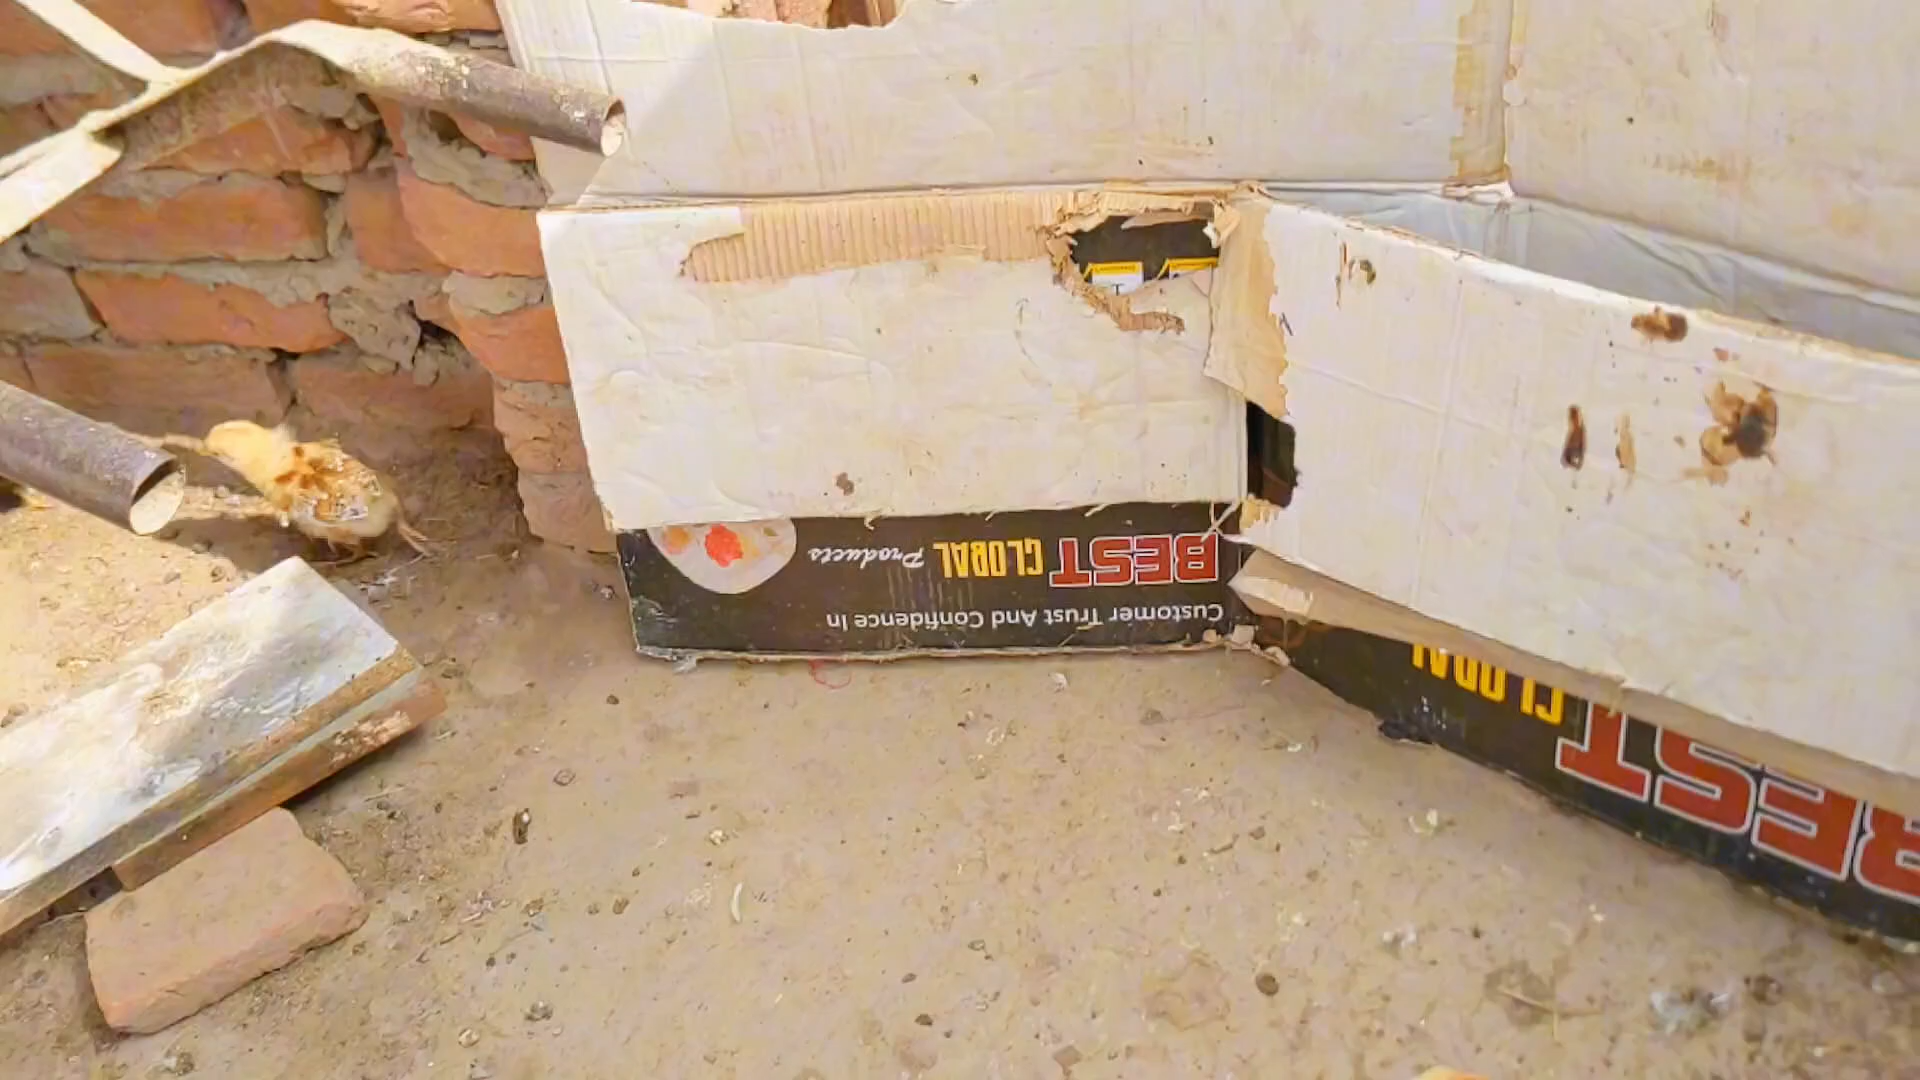 Customer Trust And Confidence In
BEST GLOBAL Products
BEST GLOBAL